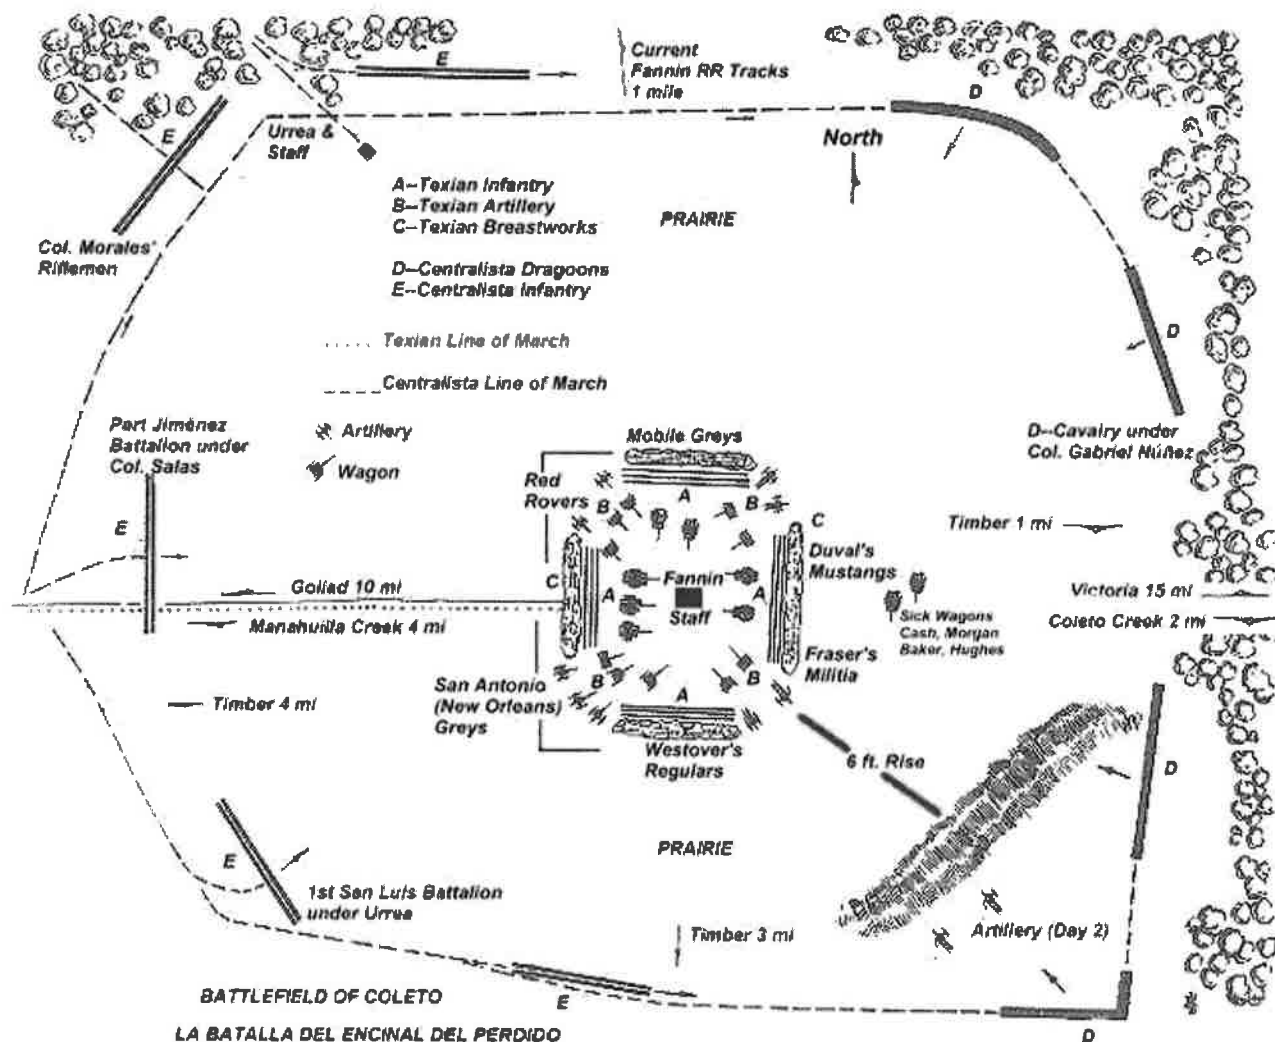 E
Current
Fannin RR Tracks
1 mile
D
E
Urrea &
Staff
North
A--Texian Infantry
B--Texian Artillery
C--Texian Breastworks
PRAIRIE
Col. Morales'
Riflemen
D--Centralista Dragoons
E--Centralista Infantry
Texian Line of March
D
Centralista Line of March
Part Jiménez
Battalion under
Col. Salas
Artillery
Wagon
Mobile Greys
D--Cavalry under
Col. Gabriel Núñez
Red
Rovers
A
B
B
E
C
Timber 1 mi
Duval's
Mustangs
C
A
Fannin
Staff
A
Goliad 10 mi
Manahuilla Creek 4 mi
Victoria 15 mi
Coleto Creek 2 mi
Sick Wagons
Cash, Morgan
Baker, Hughes
Fraser's
Militia
San Antonio
(New Orleans)
Greys
B
A
B
Timber 4 mi
Westover's
Regulars
6 ft. Rise
D
PRAIRIE
E
1st San Luis Battalion
under Urrea
Timber 3 mi
Artillery (Day 2)
E
D
BATTLEFIELD OF COLETO
LA BATALLA DEL ENCINAL DEL PERDIDO